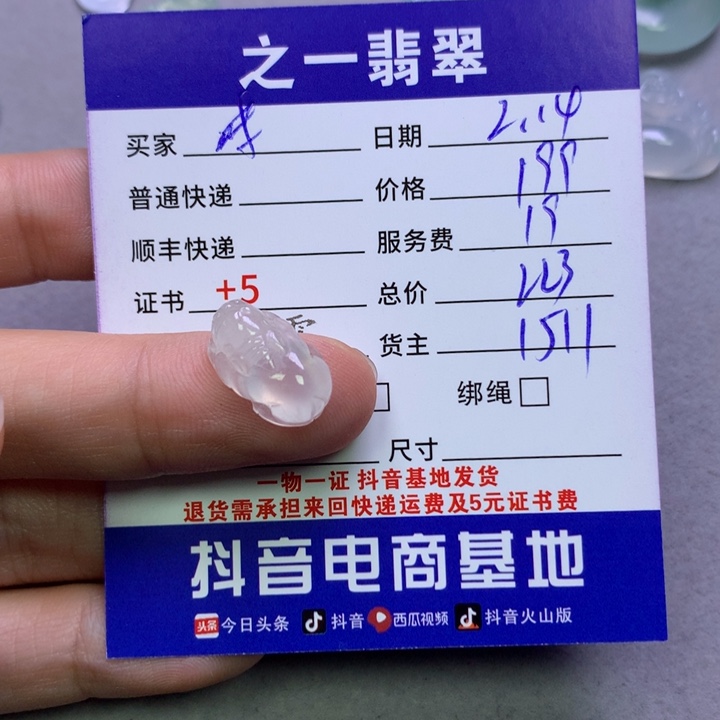 之一翡翠
买家 李 日期 2.14
普通快递 价格 199
顺丰快递 服务费 19
证书 +5 总价 223
货主 1511
绑绳
尺寸
一物一证 抖音基地发货
退货需承担来回快递运费及5元证书费
抖音电商基地
头条 今日头条 抖音 西瓜视频 抖音火山版